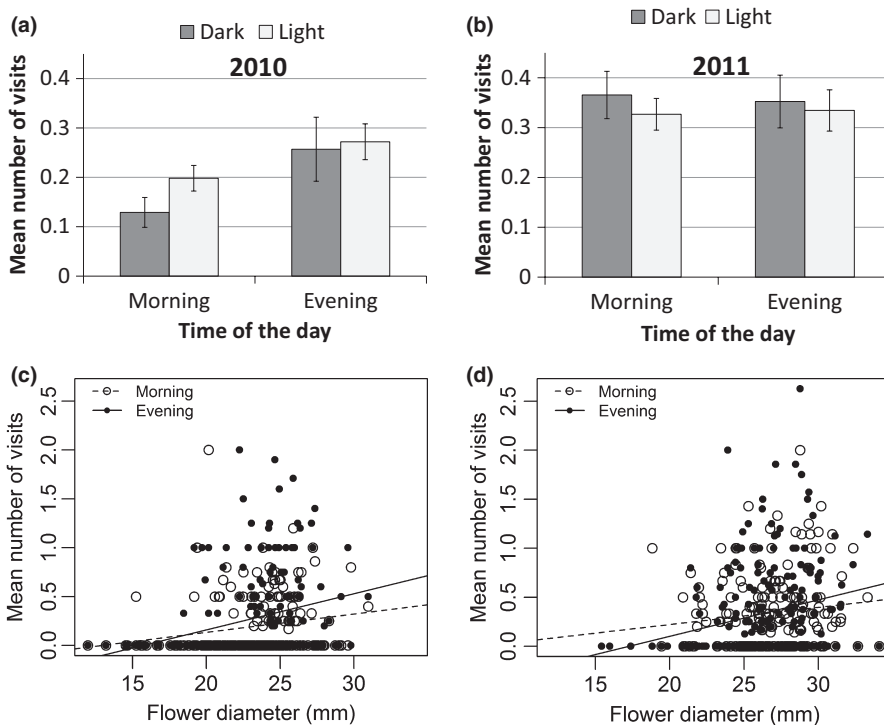 (a)
Dark Light
2010
Mean number of visits
0.4
0.3
0.2
0.1
0
Morning Evening
Time of the day
(b)
Dark Light
2011
Mean number of visits
0.4
0.3
0.2
0.1
0
Morning Evening
Time of the day
(c)
Morning
Evening
Mean number of visits
2.5
2.0
1.5
1.0
0.5
0.0
15 20 25 30
Flower diameter (mm)
(d)
Morning
Evening
Mean number of visits
2.5
2.0
1.5
1.0
0.5
0.0
15 20 25 30
Flower diameter (mm)